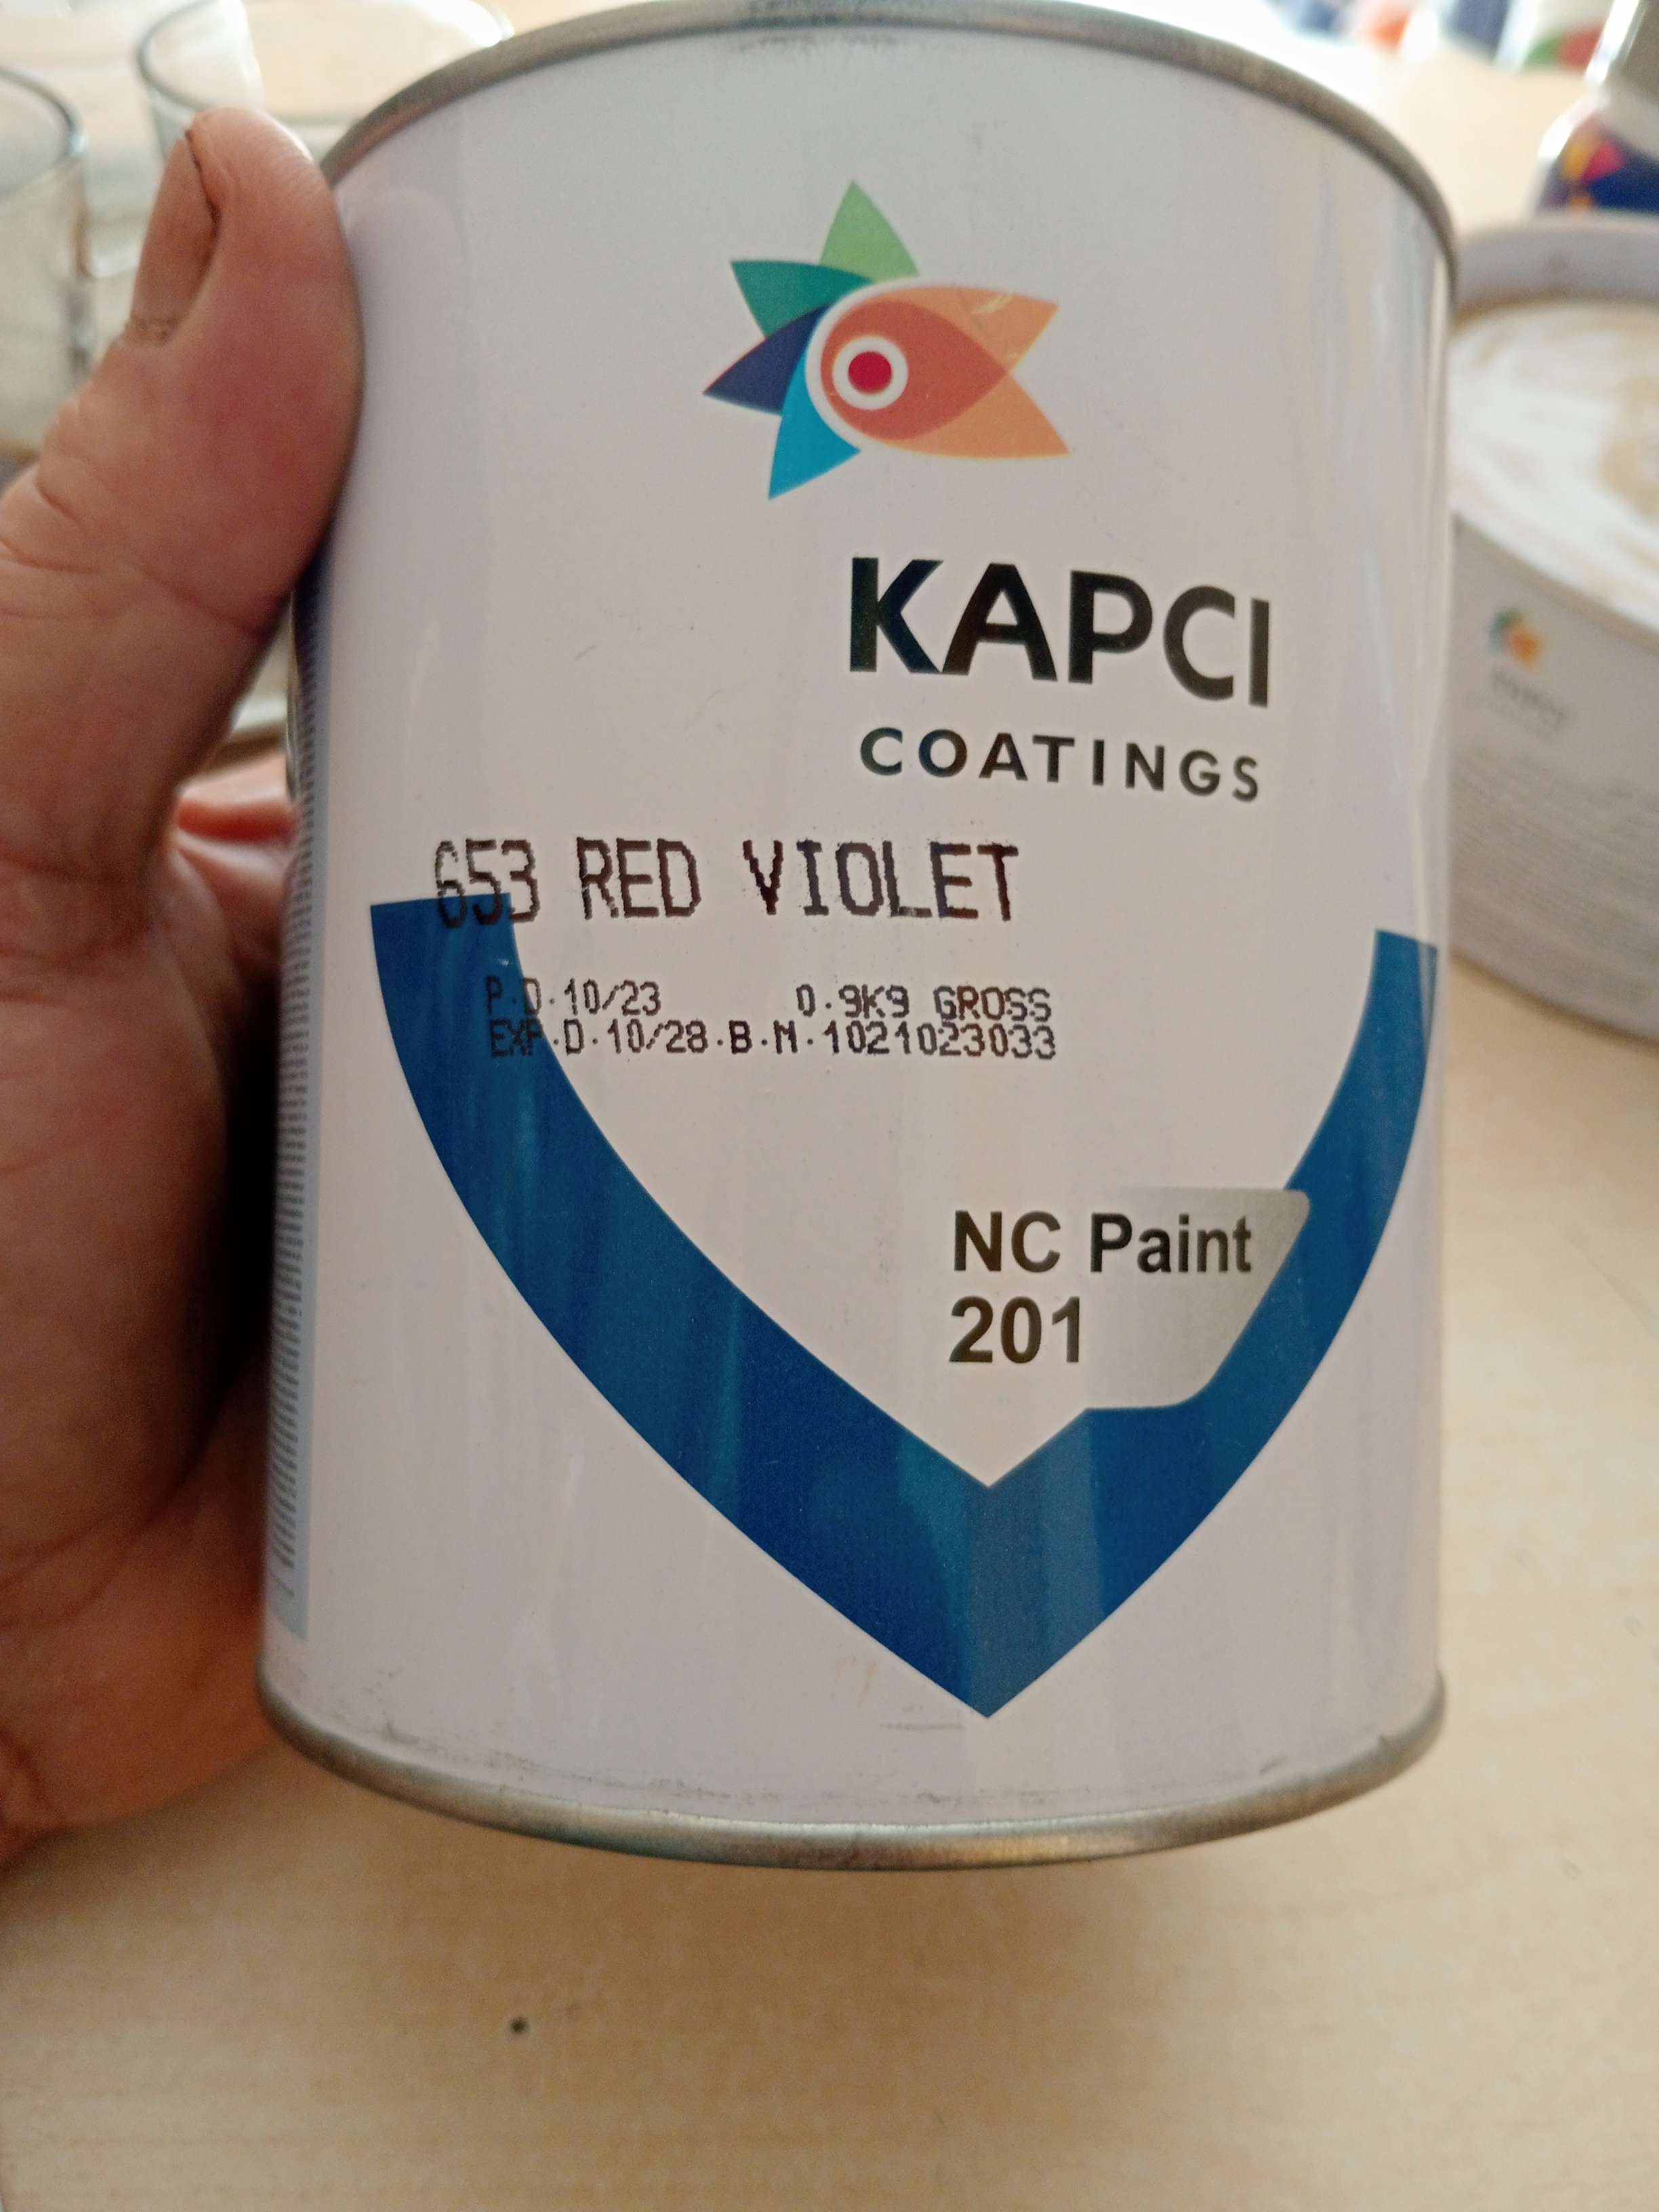 KAPCI
COATINGS
653 RED VIOLET
P.D.10/23 0.9K9 GROSS
EXP.D.10/28.B.M.1021023033
NC Paint
201